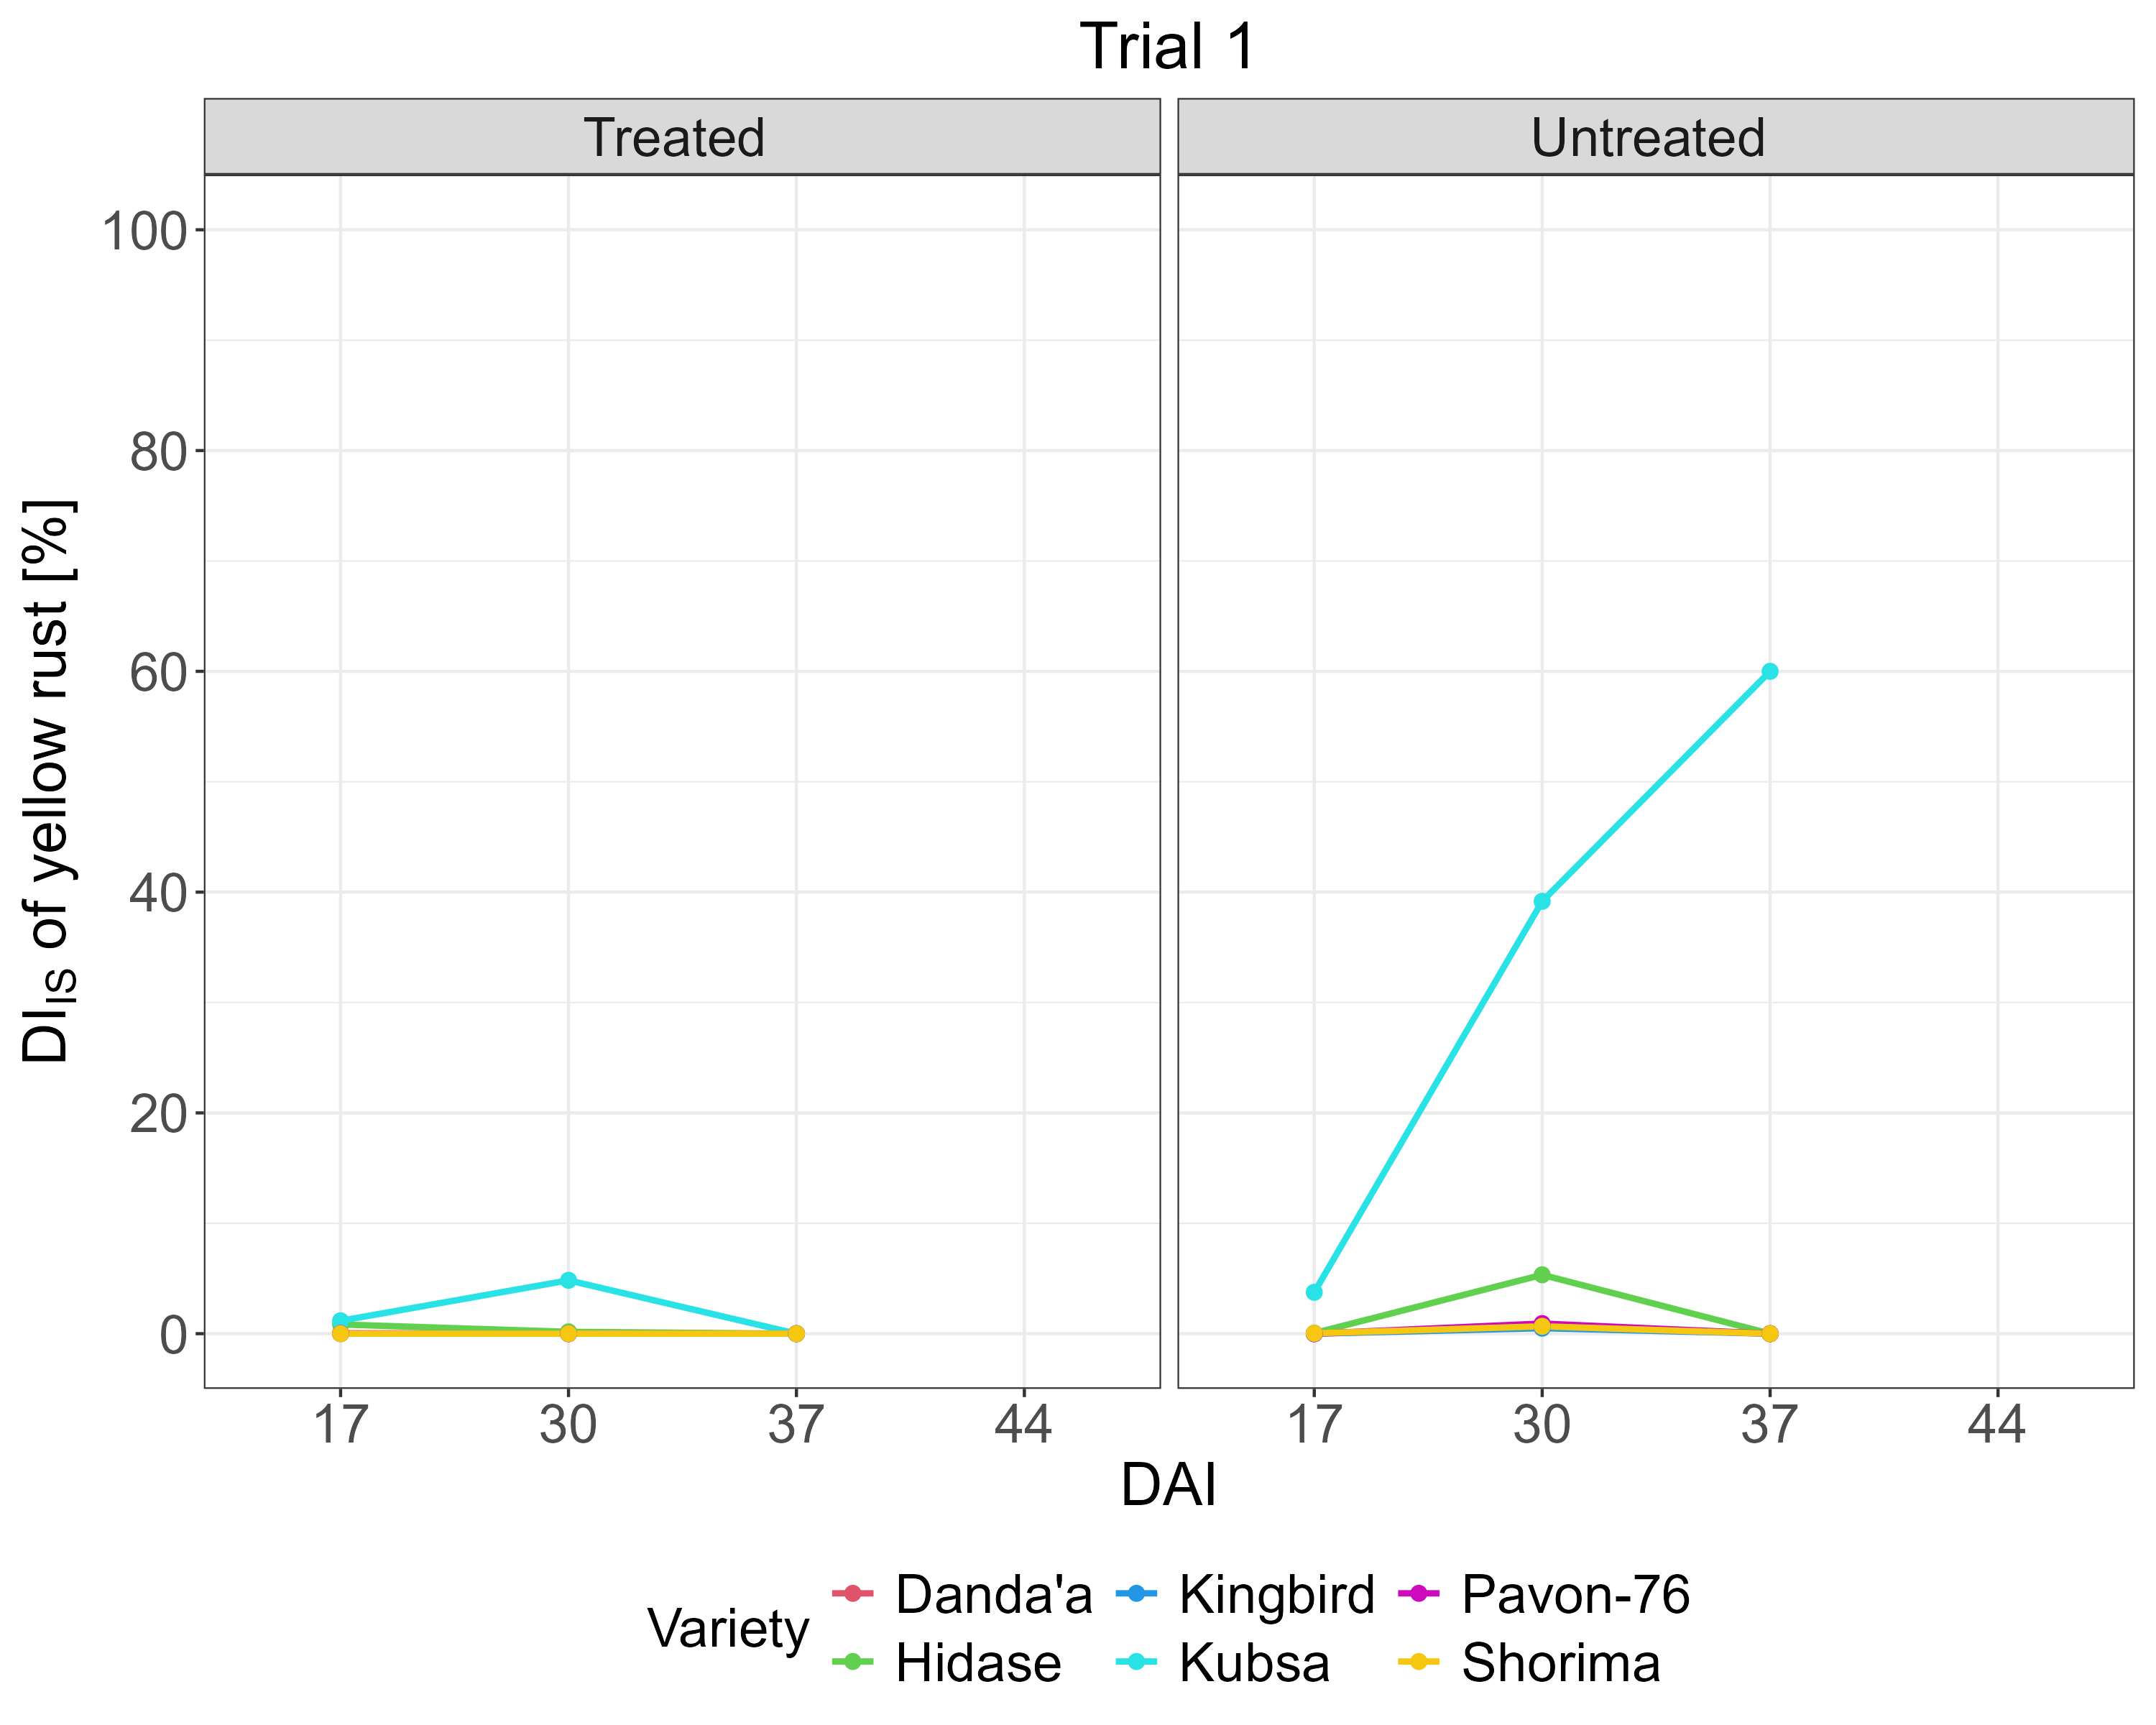 Trial 1
Treated
Untreated
100
80
60
40
20
0
DI_IS of yellow rust [%]
17 30 37 44
17 30 37 44
DAI
Variety
Danda'a Kingbird Pavon-76
Hidase Kubsa Shorima